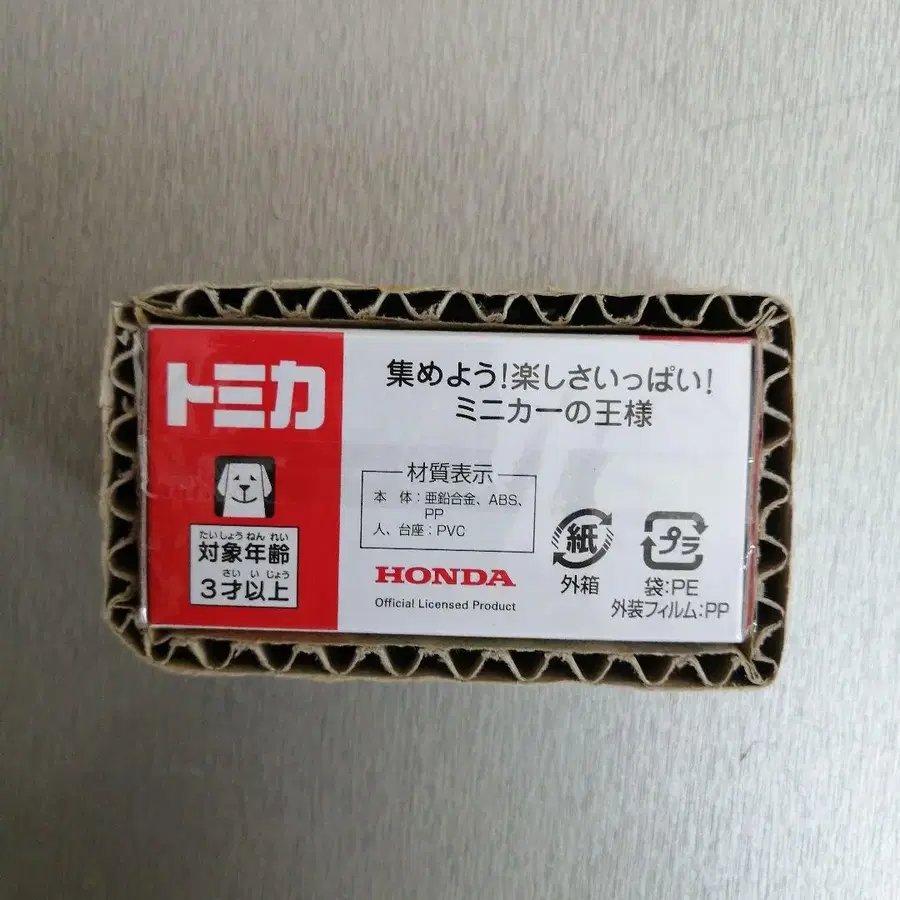 トミカ
集めよう!楽しさいっぱい!
ミニカーの王様
材質表示
本 体:亜鉛合金、ABS、
PP
人、台座:PVC
HONDA
Official Licensed Product
紙
外箱
プラ
袋:PE
外装フィルム:PP
たいしょうねんれい
対象年齢
さいいじょう
3才以上